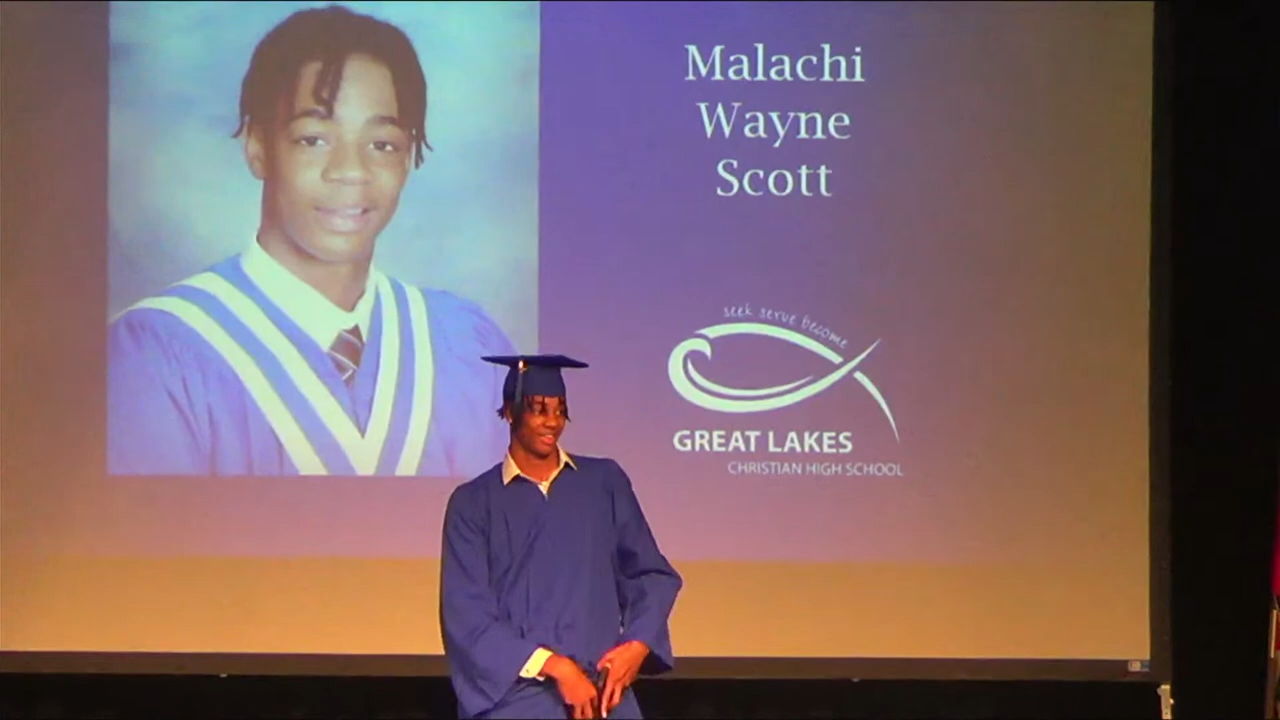 Malachi
Wayne
Scott
seek serve become
GREAT LAKES
CHRISTIAN HIGH SCHOOL